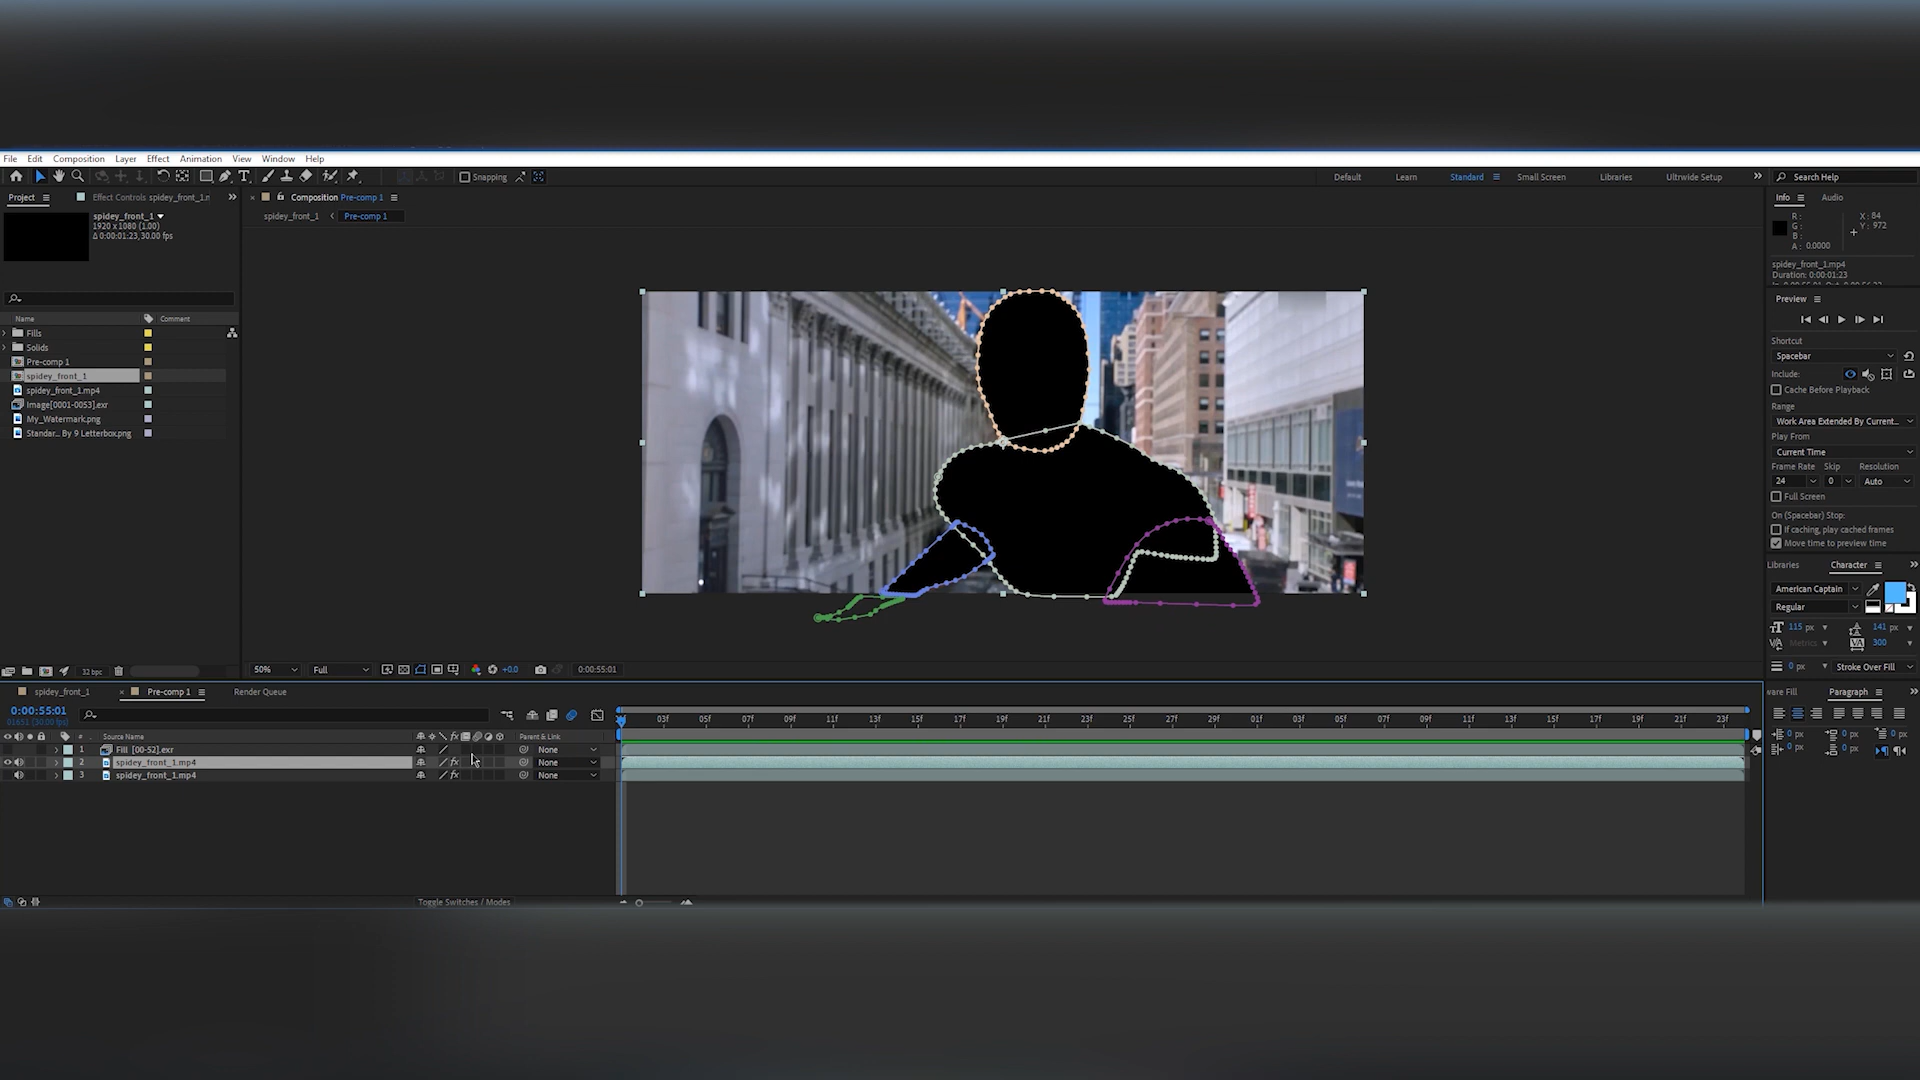 File Edit Composition Layer Effect Animation View Window Help
Snapping
Default Learn Standard Small Screen Libraries Ultrwide Setup
Search Help
Project Effect Controls spidey_front_1.r
Composition Pre-comp 1
spidey_front_1 Pre-comp 1
spidey_front_1
1920 x 1080 (1.00)
Δ 0:00:01:23, 30.00 fps
Name Comment
Fills
Solids
Pre-comp 1
spidey_front_1
spidey_front_1.mp4
Image[0001-0053].exr
My_Watermark.png
Standar... By 9 Letterbox.png
32 bpc
50% Full +0.0 0:00:55:01
Info Audio
R :
G :
B :
A : 0.0000
X : 84
Y : 972
spidey_front_1.mp4
Duration: 0:00:01:23
Preview
Shortcut
Spacebar
Include:
Cache Before Playback
Range
Work Area Extended By Current...
Play From
Current Time
Frame Rate Skip Resolution
24 0 Auto
Full Screen
On (Spacebar) Stop:
If caching, play cached frames
Move time to preview time
Libraries Character
American Captain
Regular
115 px 141 px
Metrics 300
0 px Stroke Over Fill
ware Fill Paragraph
0 px 0 px 0 px
0 px 0 px
spidey_front_1 Pre-comp 1 Render Queue
0:00:55:01
01651 (30.00 fps)
# Source Name Parent & Link
1 Fill [00-52].exr None
2 spidey_front_1.mp4 None
3 spidey_front_1.mp4 None
03f 05f 07f 09f 11f 13f 15f 17f 19f 21f 23f 25f 27f 29f 01f 03f 05f 07f 09f 11f 13f 15f 17f 19f 21f 23f
Toggle Switches / Modes